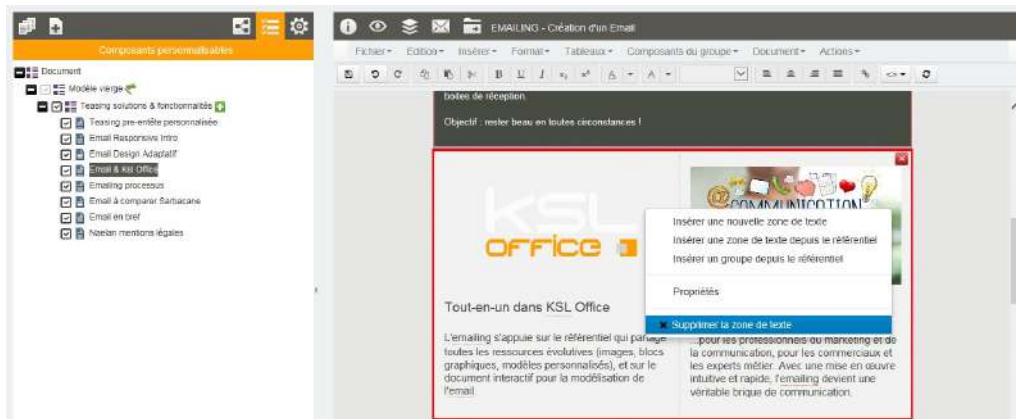 EMAILING - Création d'un Email
Composants personnalisables
Fichier
Edition
Insérer
Format
Tableaux
Composants du groupe
Document
Actions
Document
Modèle vierge
Teasing solutions & fonctionnalités
Teasing pre-entête personnalisée
Email Responsive Intro
Email Design Adaptatif
Email & KSL Office
Emailing processus
Email à comparer Sarbacane
Email en bref
Naelan mentions légales
boites de réception.
Objectif : rester beau en toutes circonstances !
KSL
OFFICE
COMMUNICATION
Insérer une nouvelle zone de texte
Insérer une zone de texte depuis le référentiel
Insérer un groupe depuis le référentiel
Propriétés
Supprimer la zone de texte
Tout-en-un dans KSL Office
L'emailing s'appuie sur le référentiel qui partage
toutes les ressources évolutives (images, blocs
graphiques, modèles personnalisés), et sur le
document interactif pour la modélisation de
l'email.
...pour les professionnels du marketing et de
la communication, pour les commerciaux et
les experts métier. Avec une mise en œuvre
intuitive et rapide, l'emailing devient une
véritable brique de communication.